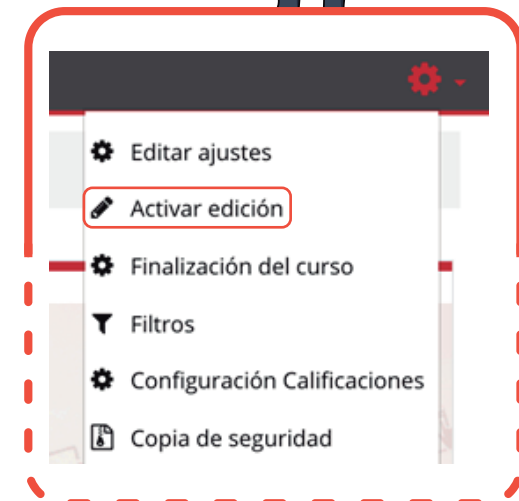 Editar ajustes
Activar edición
Finalización del curso
Filtros
Configuración Calificaciones
Copia de seguridad